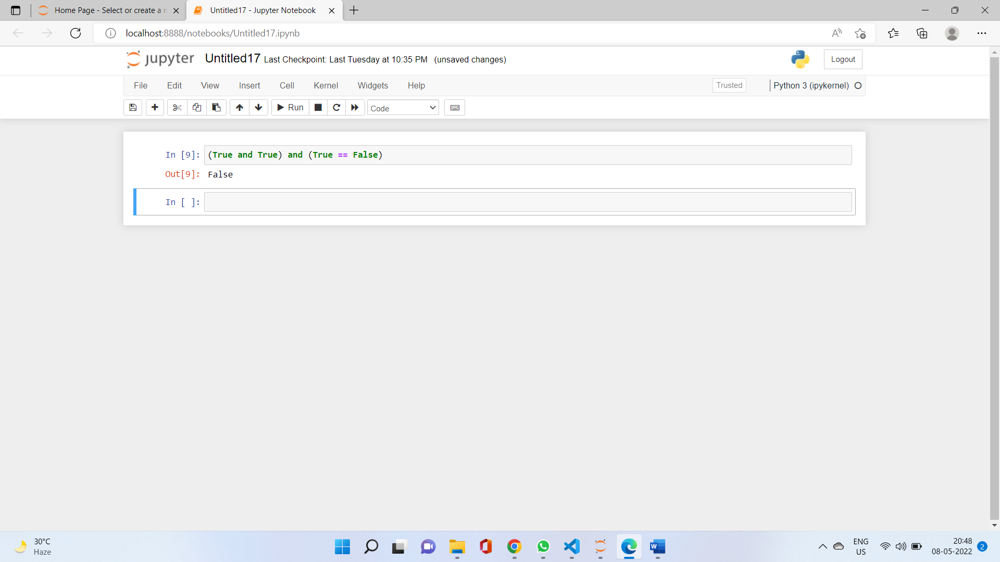 Home Page - Select or create a n
Untitled17 - Jupyter Notebook
localhost:8888/notebooks/Untitled17.ipynb
jupyter Untitled17 Last Checkpoint: Last Tuesday at 10:35 PM (unsaved changes)
Logout
File Edit View Insert Cell Kernel Widgets Help
Trusted
Python 3 (ipykernel)
Run
Code
In [9]: (True and True) and (True == False)
Out[9]: False
In [ ]:
30°C
Haze
ENG
US
20:48
08-05-2022
2